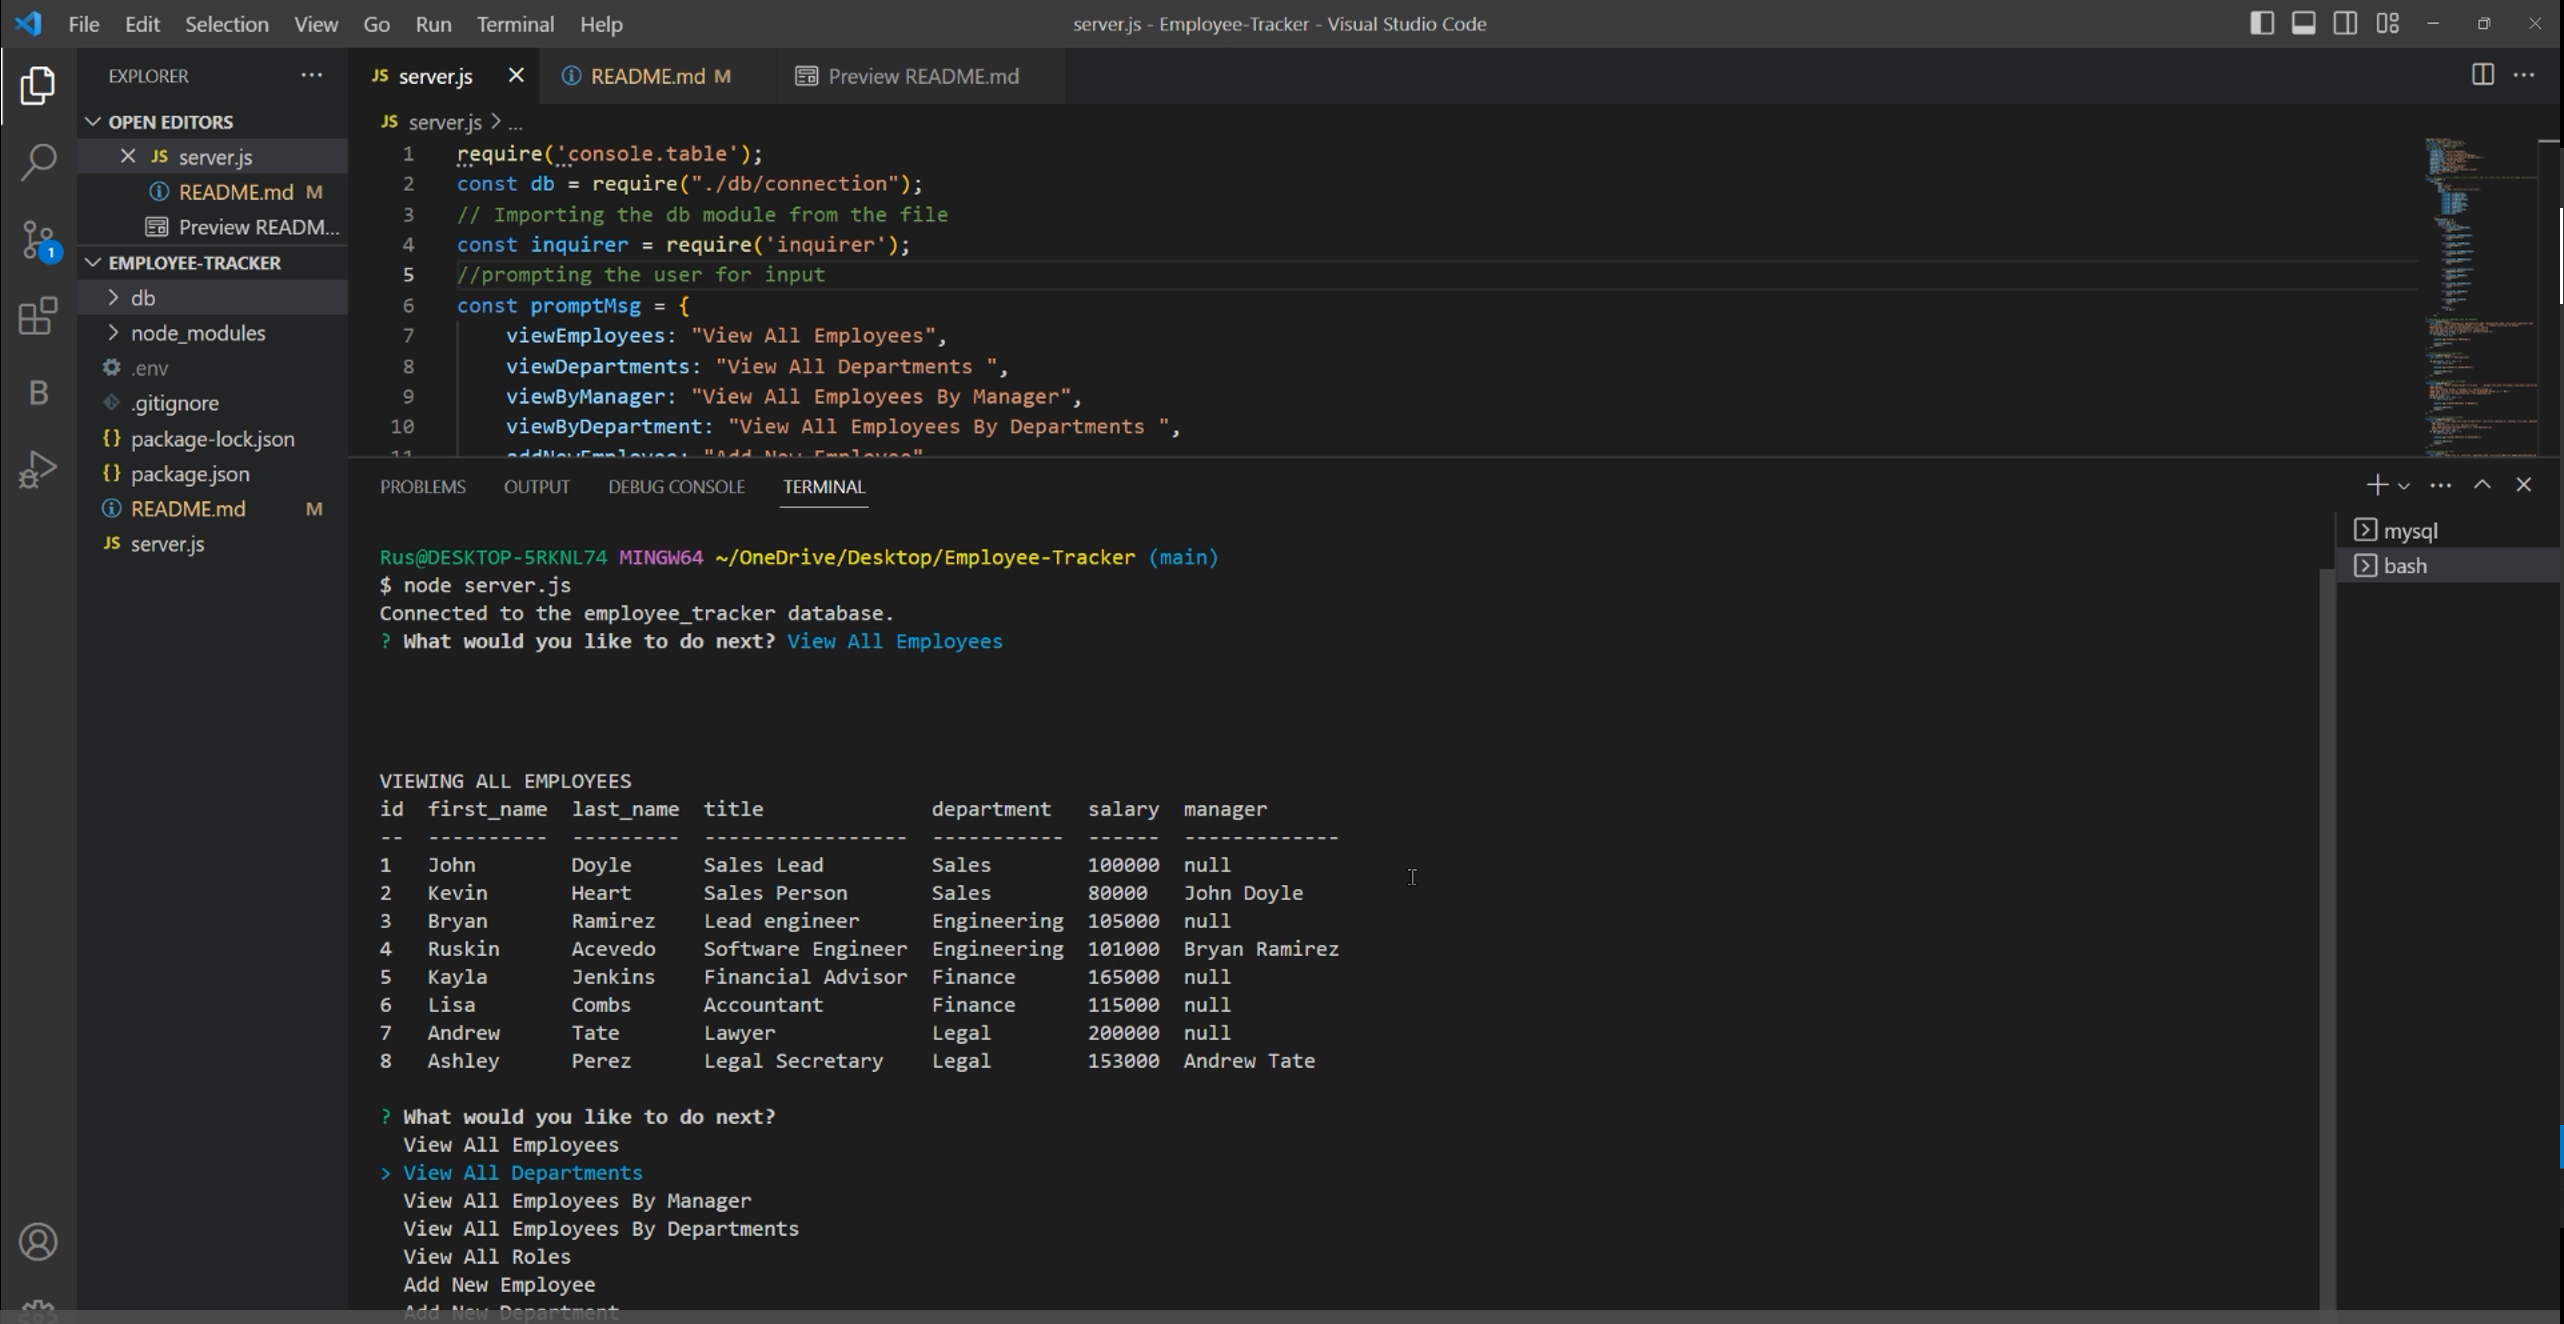 File Edit Selection View Go Run Terminal Help
server.js - Employee-Tracker - Visual Studio Code
EXPLORER
OPEN EDITORS
JS server.js
README.md M
Preview READM...
1
EMPLOYEE-TRACKER
db
node_modules
.env
.gitignore
{} package-lock.json
{} package.json
README.md M
JS server.js
B
JS server.js
README.md M
Preview README.md
JS server.js > ...
1 require('console.table');
2 const db = require("./db/connection");
3 // Importing the db module from the file
4 const inquirer = require('inquirer');
5 //prompting the user for input
6 const promptMsg = {
7 viewEmployees: "View All Employees",
8 viewDepartments: "View All Departments ",
9 viewByManager: "View All Employees By Manager",
10 viewByDepartment: "View All Employees By Departments ",
11 addNewEmployee: "Add New Employee"
PROBLEMS OUTPUT DEBUG CONSOLE TERMINAL
mysql
bash
Rus@DESKTOP-5RKNL74 MINGW64 ~/OneDrive/Desktop/Employee-Tracker (main)
$ node server.js
Connected to the employee_tracker database.
? What would you like to do next? View All Employees
VIEWING ALL EMPLOYEES
id first_name last_name title department salary manager
-- ---------- --------- ----------------- ----------- ------ -------------
1 John Doyle Sales Lead Sales 100000 null
2 Kevin Heart Sales Person Sales 80000 John Doyle
3 Bryan Ramirez Lead engineer Engineering 105000 null
4 Ruskin Acevedo Software Engineer Engineering 101000 Bryan Ramirez
5 Kayla Jenkins Financial Advisor Finance 165000 null
6 Lisa Combs Accountant Finance 115000 null
7 Andrew Tate Lawyer Legal 200000 null
8 Ashley Perez Legal Secretary Legal 153000 Andrew Tate
? What would you like to do next?
View All Employees
> View All Departments
View All Employees By Manager
View All Employees By Departments
View All Roles
Add New Employee
Add New Department